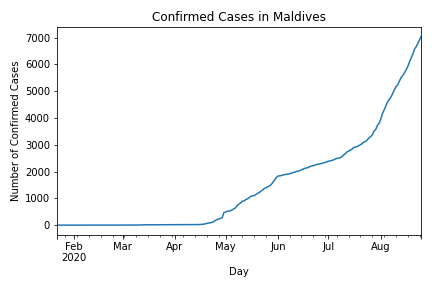 Confirmed Cases in Maldives
Number of Confirmed Cases
7000
6000
5000
4000
3000
2000
1000
0
Feb Mar Apr May Jun Jul Aug
2020
Day